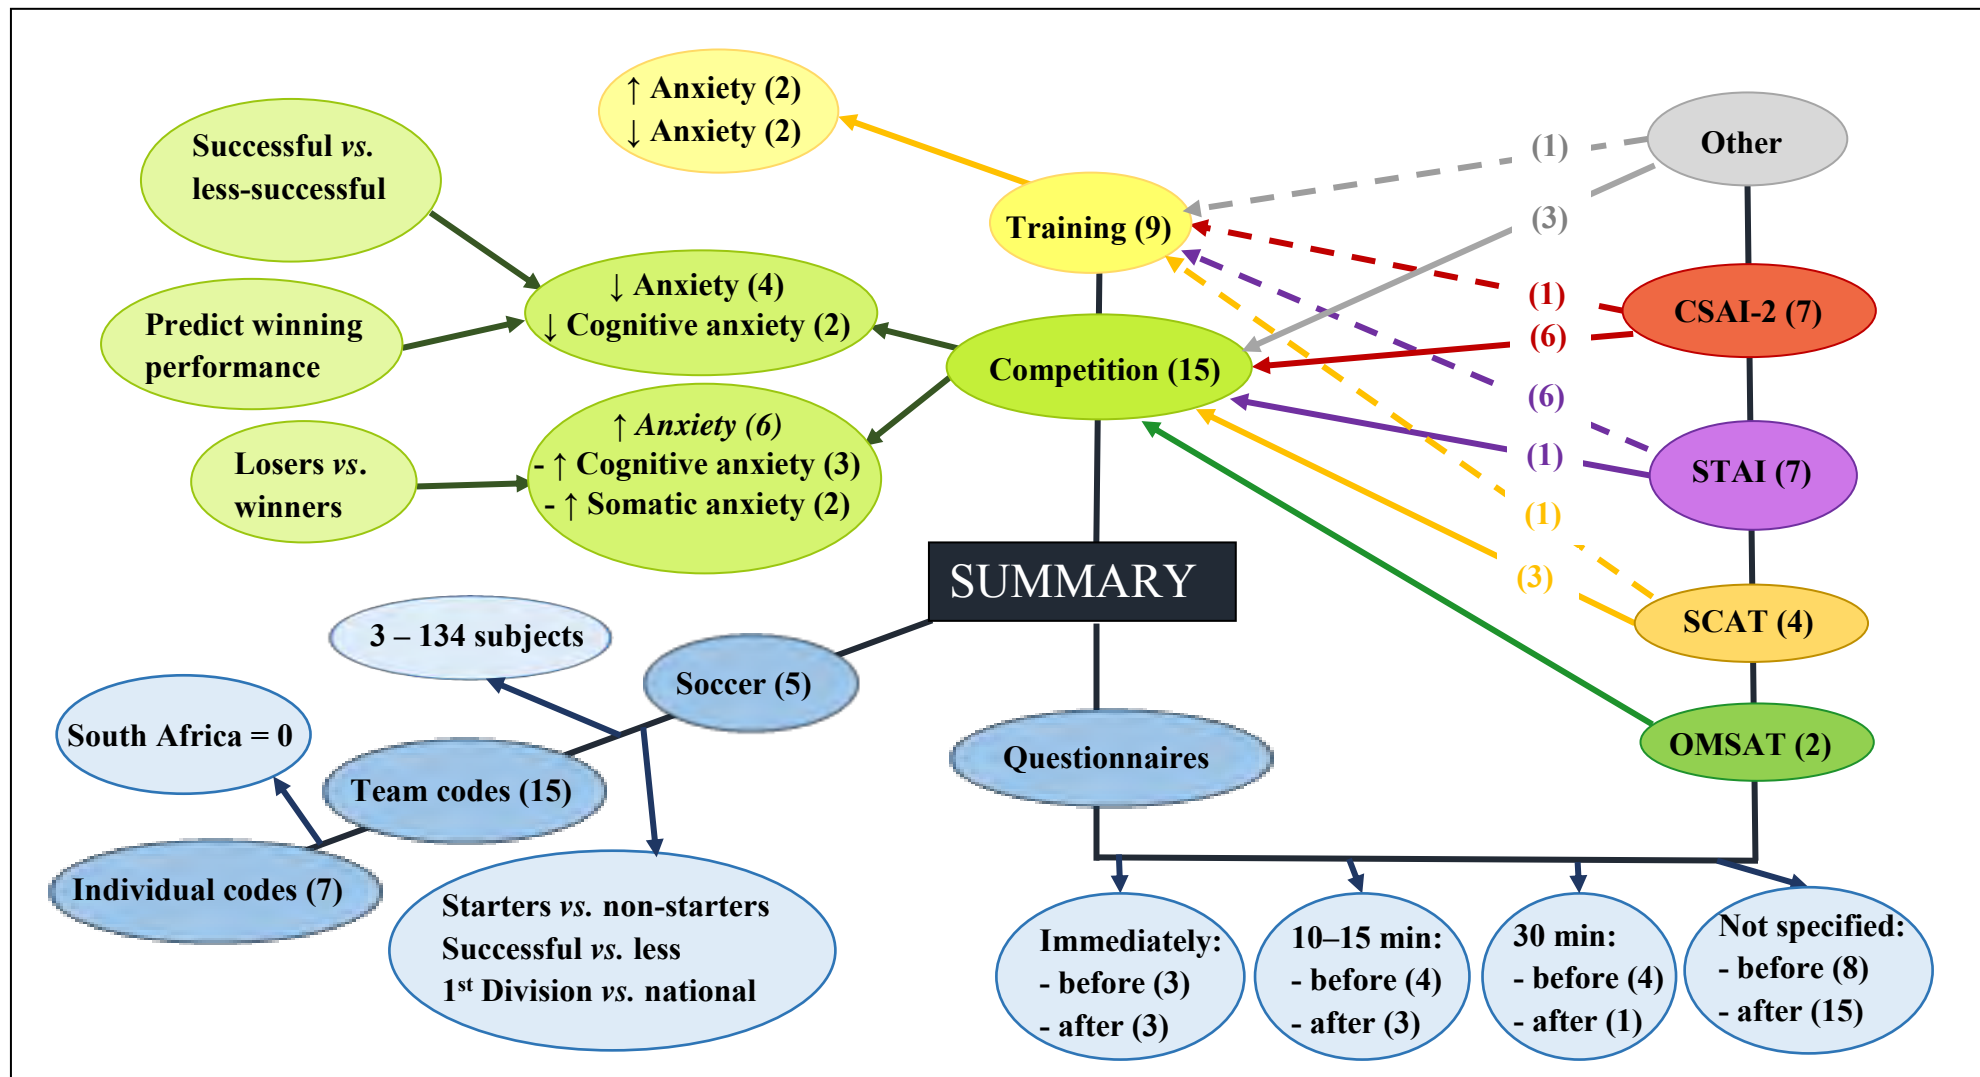 ↑ Anxiety (2)
↓ Anxiety (2)
Successful vs.
less-successful
Predict winning
performance
Losers vs.
winners
↓ Anxiety (4)
↓ Cognitive anxiety (2)
↑ Anxiety (6)
- ↑ Cognitive anxiety (3)
- ↑ Somatic anxiety (2)
Training (9)
Competition (15)
(1)
(3)
(1)
(6)
(6)
(1)
(1)
(3)
Other
CSAI-2 (7)
STAI (7)
SCAT (4)
OMSAT (2)
SUMMARY
3 – 134 subjects
Soccer (5)
South Africa = 0
Team codes (15)
Individual codes (7)
Starters vs. non-starters
Successful vs. less
1st Division vs. national
Questionnaires
Immediately:
- before (3)
- after (3)
10–15 min:
- before (4)
- after (3)
30 min:
- before (4)
- after (1)
Not specified:
- before (8)
- after (15)